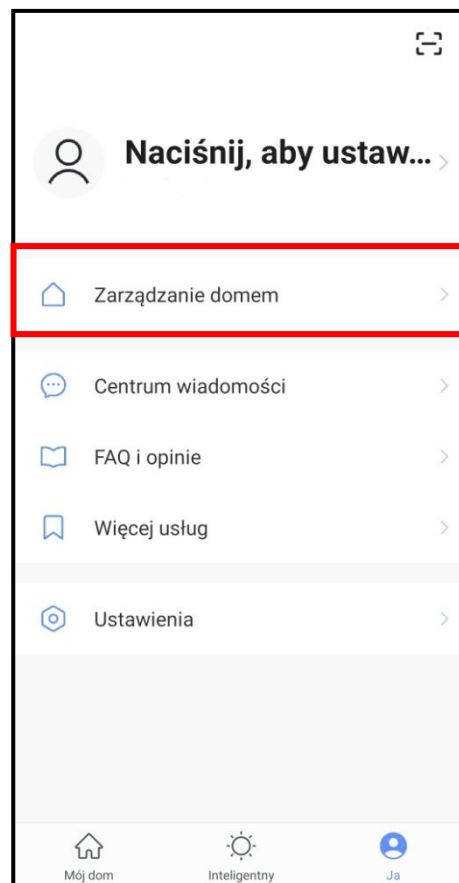 Naciśnij, aby ustaw...
Zarządzanie domem
Centrum wiadomości
FAQ i opinie
Więcej usług
Ustawienia
Mój dom
Inteligentny
Ja